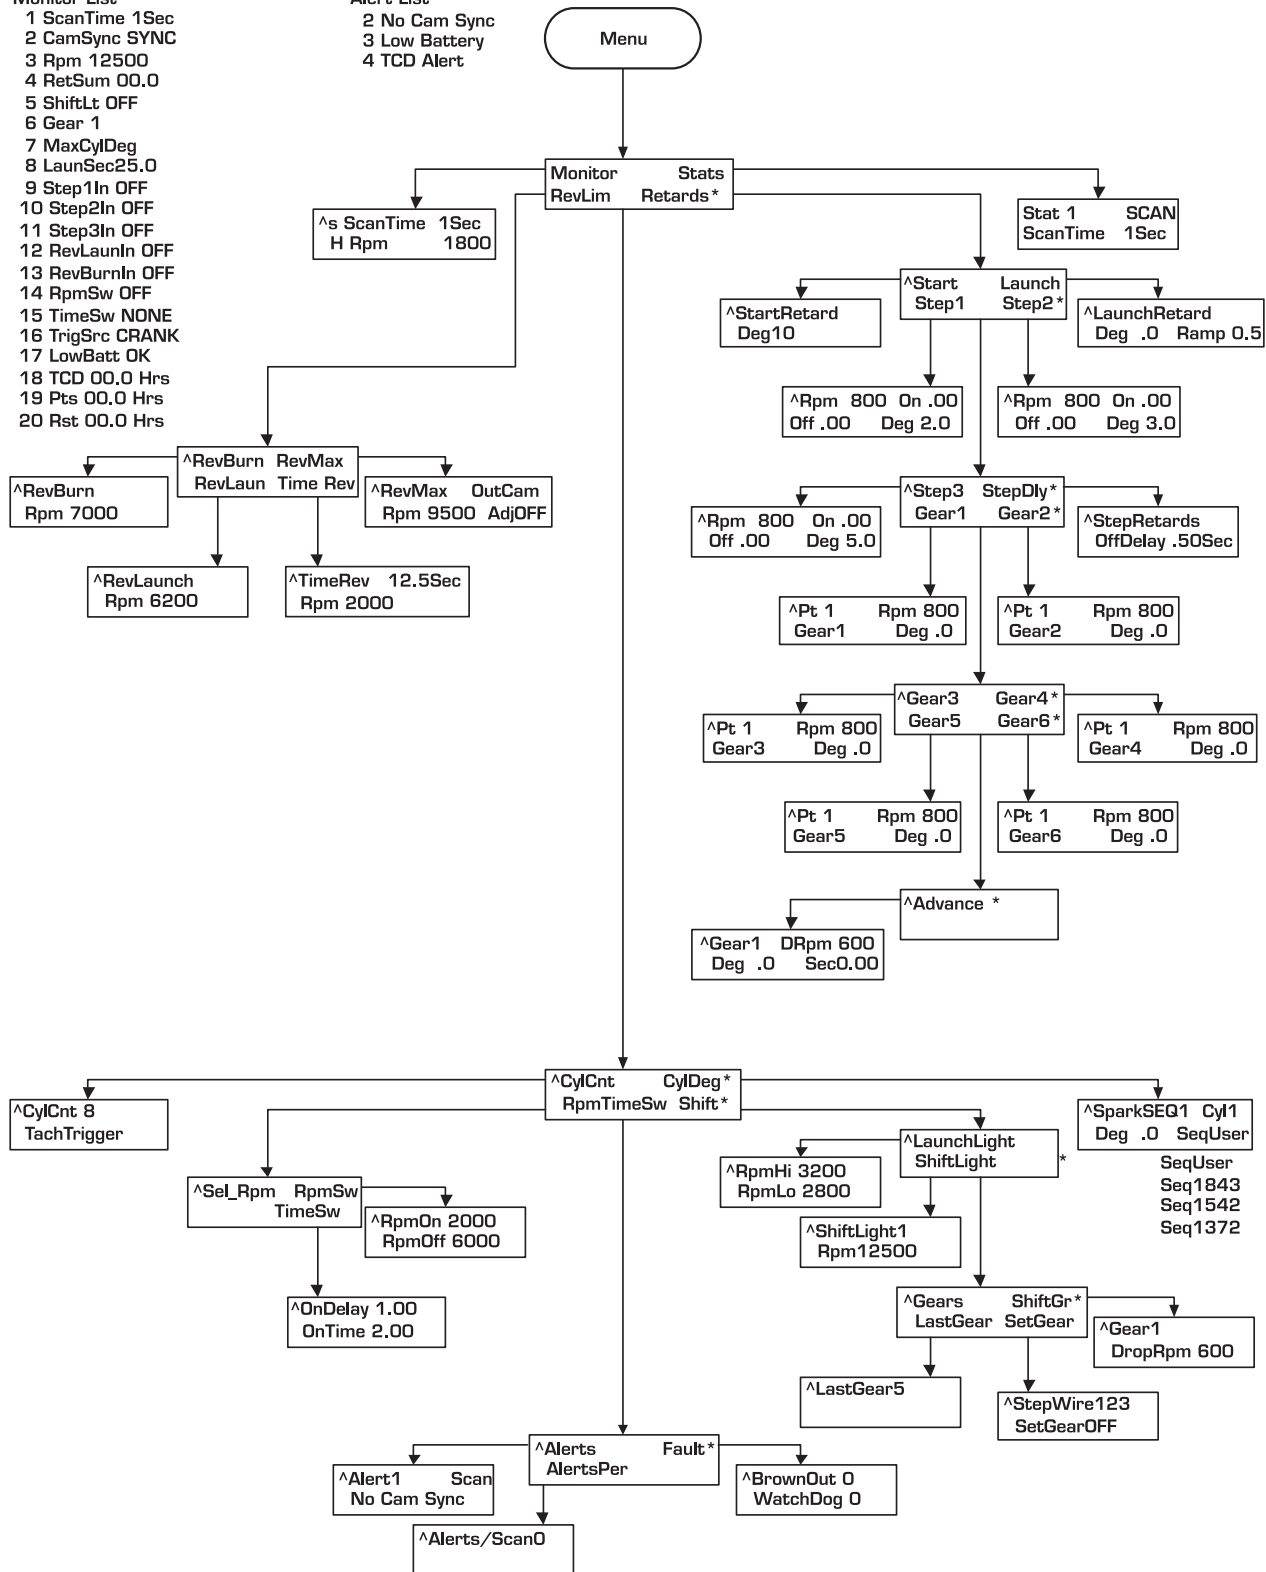 Monitor List
1 ScanTime 1Sec
2 CamSync SYNC
3 Rpm 12500
4 RetSum 00.0
5 ShiftLt OFF
6 Gear 1
7 MaxCylDeg
8 LaunSec25.0
9 Step1In OFF
10 Step2In OFF
11 Step3In OFF
12 RevLaunIn OFF
13 RevBurnIn OFF
14 RpmSw OFF
15 TimeSw NONE
16 TrigSrc CRANK
17 LowBatt OK
18 TCD 00.0 Hrs
19 Pts 00.0 Hrs
20 Rst 00.0 Hrs
Alert List
2 No Cam Sync
3 Low Battery
4 TCD Alert
Menu
Monitor Stats
RevLim Retards*
^s ScanTime 1Sec
H Rpm 1800
Stat 1 SCAN
ScanTime 1Sec
^Start Launch
Step1 Step2*
^StartRetard
Deg10
^LaunchRetard
Deg .0 Ramp 0.5
^Rpm 800 On .00
Off .00 Deg 2.0
^Rpm 800 On .00
Off .00 Deg 3.0
^RevBurn RevMax
RevLaun Time Rev
^RevBurn
Rpm 7000
^RevMax OutCam
Rpm 9500 AdjOFF
^RevLaunch
Rpm 6200
^TimeRev 12.5Sec
Rpm 2000
^Step3 StepDly*
Gear1 Gear2*
^Rpm 800 On .00
Off .00 Deg 5.0
^StepRetards
OffDelay .50Sec
^Pt 1 Rpm 800
Gear1 Deg .0
^Pt 1 Rpm 800
Gear2 Deg .0
^Gear3 Gear4*
Gear5 Gear6*
^Pt 1 Rpm 800
Gear3 Deg .0
^Pt 1 Rpm 800
Gear4 Deg .0
^Pt 1 Rpm 800
Gear5 Deg .0
^Pt 1 Rpm 800
Gear6 Deg .0
^Advance *
^Gear1 DRpm 600
Deg .0 Sec0.00
^CylCnt CylDeg*
RpmTimeSw Shift*
^CylCnt 8
TachTrigger
^SparkSEQ1 Cyl1
Deg .0 SeqUser
SeqUser
Seq1843
Seq1542
Seq1372
^LaunchLight
ShiftLight *
^RpmHi 3200
RpmLo 2800
^ShiftLight1
Rpm12500
^Sel_Rpm RpmSw
TimeSw
^RpmOn 2000
RpmOff 6000
^OnDelay 1.00
OnTime 2.00
^Gears ShiftGr*
LastGear SetGear
^Gear1
DropRpm 600
^LastGear5
^StepWire123
SetGearOFF
^Alerts Fault*
AlertsPer
^Alert1 Scan
No Cam Sync
^BrownOut 0
WatchDog 0
^Alerts/Scan0